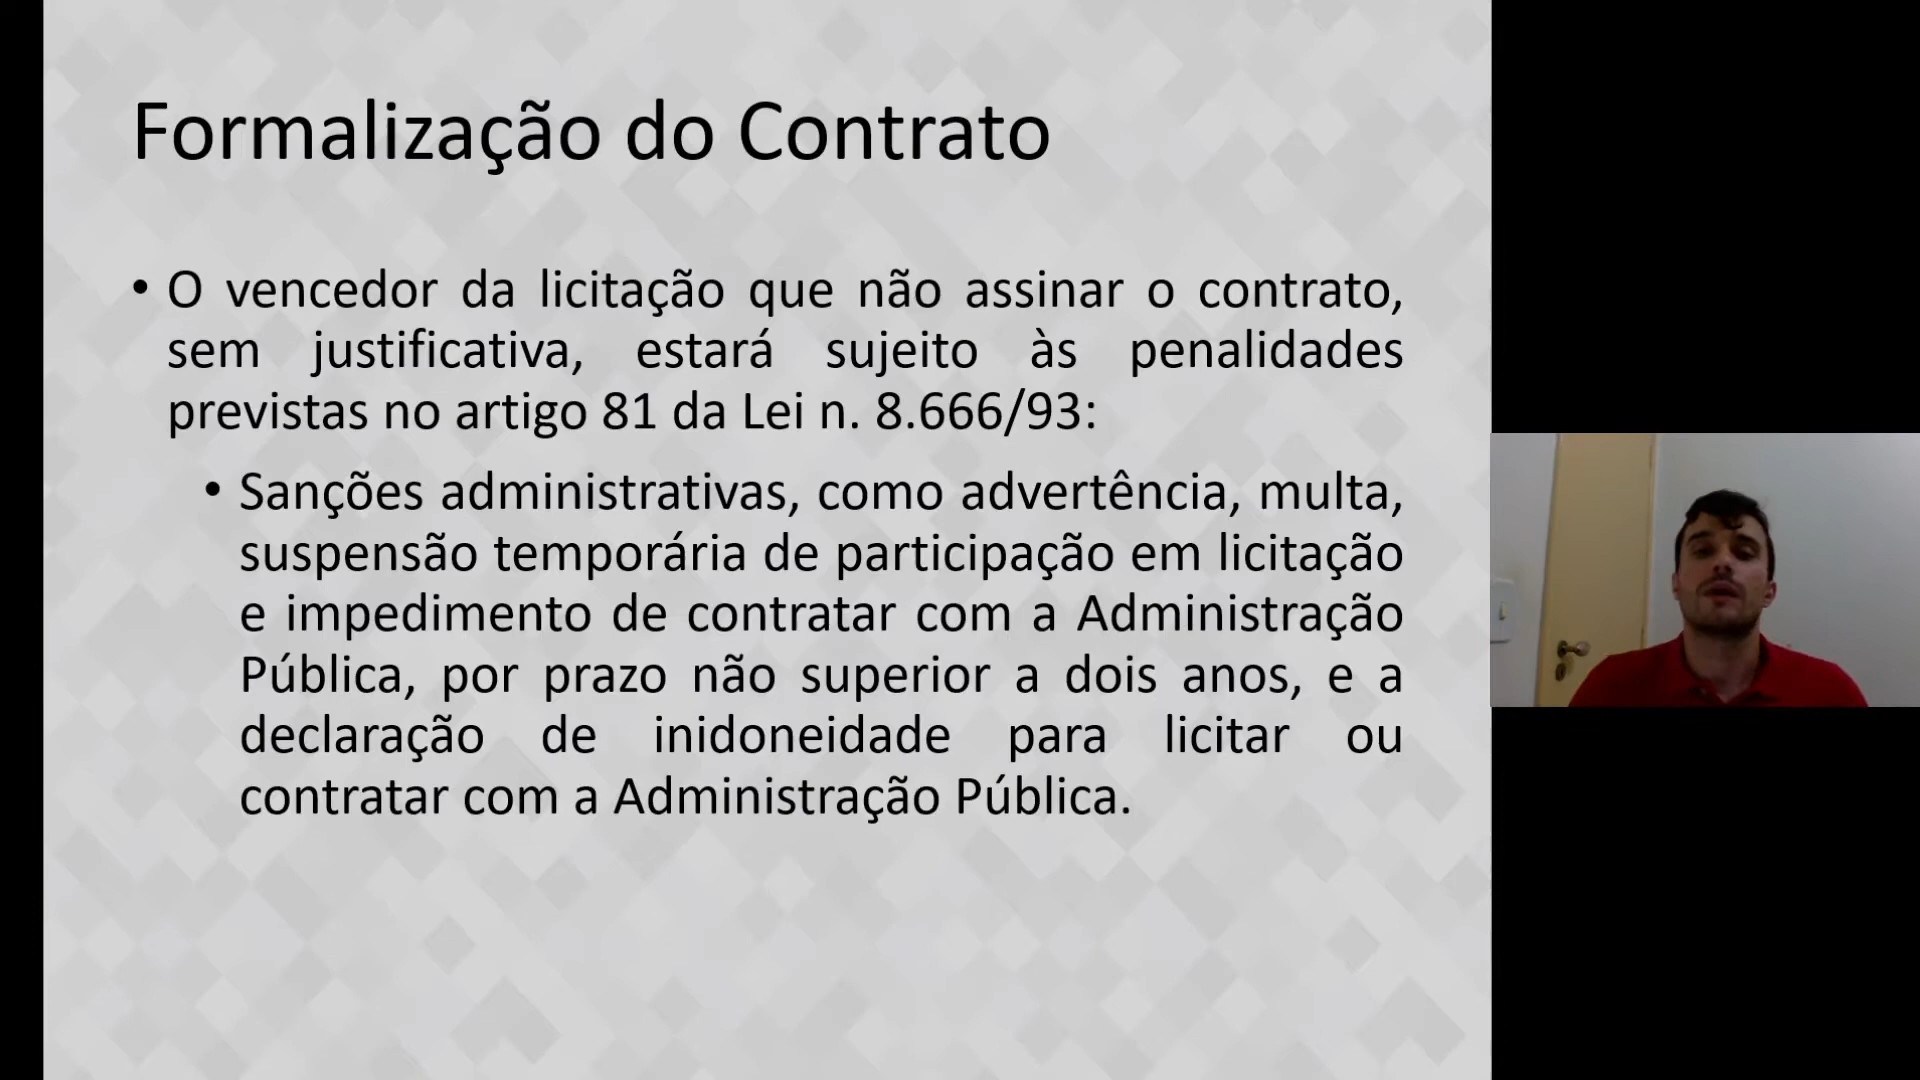 Formalização do Contrato
• O vencedor da licitação que não assinar o contrato,
sem justificativa, estará sujeito às penalidades
previstas no artigo 81 da Lei n. 8.666/93:
• Sanções administrativas, como advertência, multa,
suspensão temporária de participação em licitação
e impedimento de contratar com a Administração
Pública, por prazo não superior a dois anos, e a
declaração de inidoneidade para licitar ou
contratar com a Administração Pública.